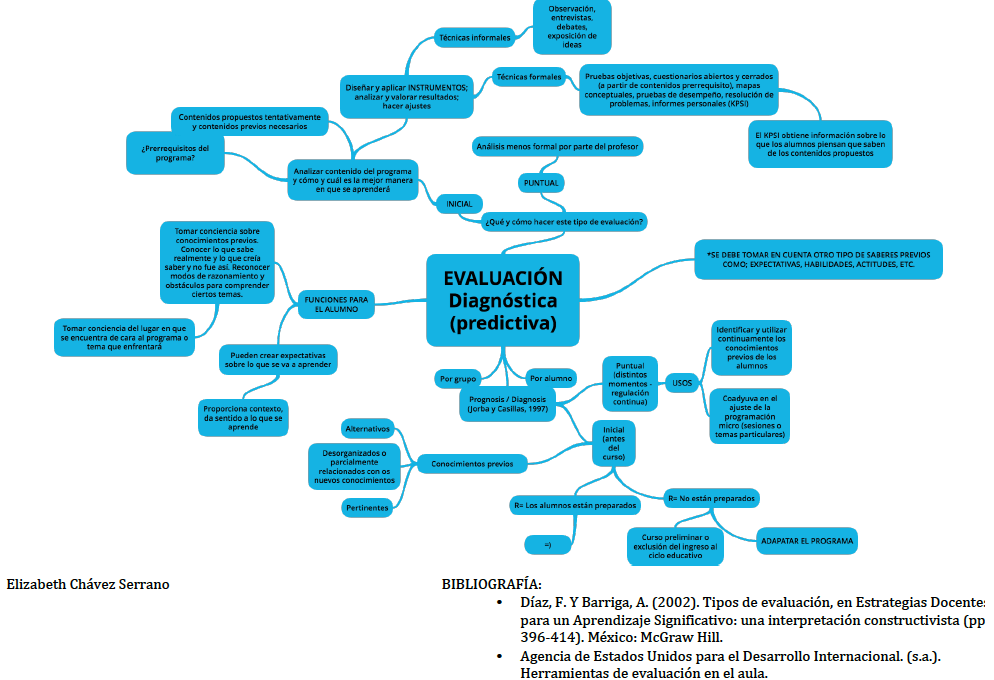 Observación,
entrevistas,
debates,
exposición de
ideas
Técnicas informales
Diseñar y aplicar INSTRUMENTOS;
analizar y valorar resultados;
hacer ajustes
Técnicas formales
Pruebas objetivas, cuestionarios abiertos y cerrados
(a partir de contenidos prerrequisito), mapas
conceptuales, pruebas de desempeño, resolución de
problemas, informes personales (KPSI)
El KPSI obtiene información sobre lo
que los alumnos piensan que saben
de los contenidos propuestos
Contenidos propuestos tentativamente
y contenidos previos necesarios
¿Prerrequisitos del
programa?
Analizar contenido del programa
y cómo y cuál es la mejor manera
en que se aprenderá
INICIAL
Análisis menos formal por parte del profesor
PUNTUAL
¿Qué y cómo hacer este tipo de evaluación?
EVALUACIÓN
Diagnóstica
(predictiva)
*SE DEBE TOMAR EN CUENTA OTRO TIPO DE SABERES PREVIOS
COMO; EXPECTATIVAS, HABILIDADES, ACTITUDES, ETC.
Tomar conciencia sobre
conocimientos previos.
Conocer lo que sabe
realmente y lo que creía
saber y no fue así. Reconocer
modos de razonamiento y
obstáculos para comprender
ciertos temas.
FUNCIONES PARA
EL ALUMNO
Tomar conciencia del lugar en que
se encuentra de cara al programa o
tema que enfrentará
Pueden crear expectativas
sobre lo que se va a aprender
Proporciona contexto,
da sentido a lo que se
aprende
Por grupo
Por alumno
Prognosis / Diagnosis
(Jorba y Casillas, 1997)
Puntual
(distintos
momentos -
regulación
continua)
USOS
Identificar y utilizar
continuamente los
conocimientos
previos de los
alumnos
Coadyuva en el
ajuste de la
programación
micro (sesiones o
temas particulares)
Inicial
(antes
del
curso)
Conocimientos previos
Alternativos
Desorganizados o
parcialmente
relacionados con os
nuevos conocimientos
Pertinentes
R= Los alumnos están preparados
=)
R= No están preparados
Curso preliminar o
exclusión del ingreso al
ciclo educativo
ADAPATAR EL PROGRAMA
Elizabeth Chávez Serrano
BIBLIOGRAFÍA:
• Díaz, F. Y Barriga, A. (2002). Tipos de evaluación, en Estrategias Docentes
para un Aprendizaje Significativo: una interpretación constructivista (pp
396-414). México: McGraw Hill.
• Agencia de Estados Unidos para el Desarrollo Internacional. (s.a.).
Herramientas de evaluación en el aula.